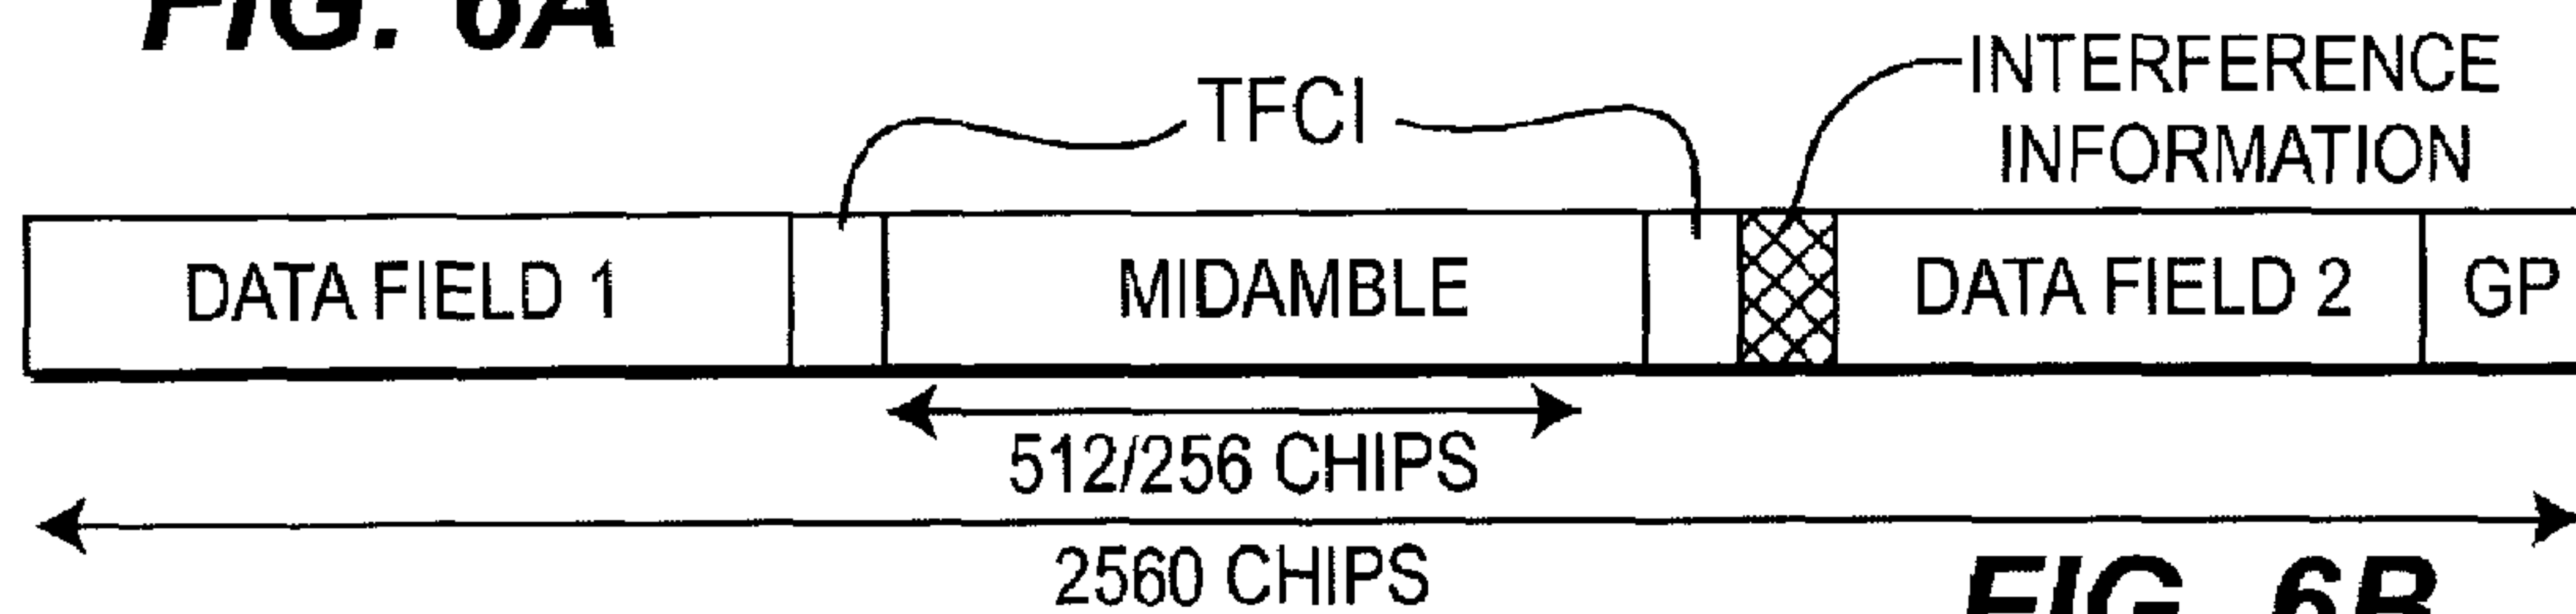 FIG. 6A
INTERFERENCE
INFORMATION
TFCI
DATA FIELD 1
MIDAMBLE
DATA FIELD 2
GP
512/256 CHIPS
2560 CHIPS
FIG. 6B